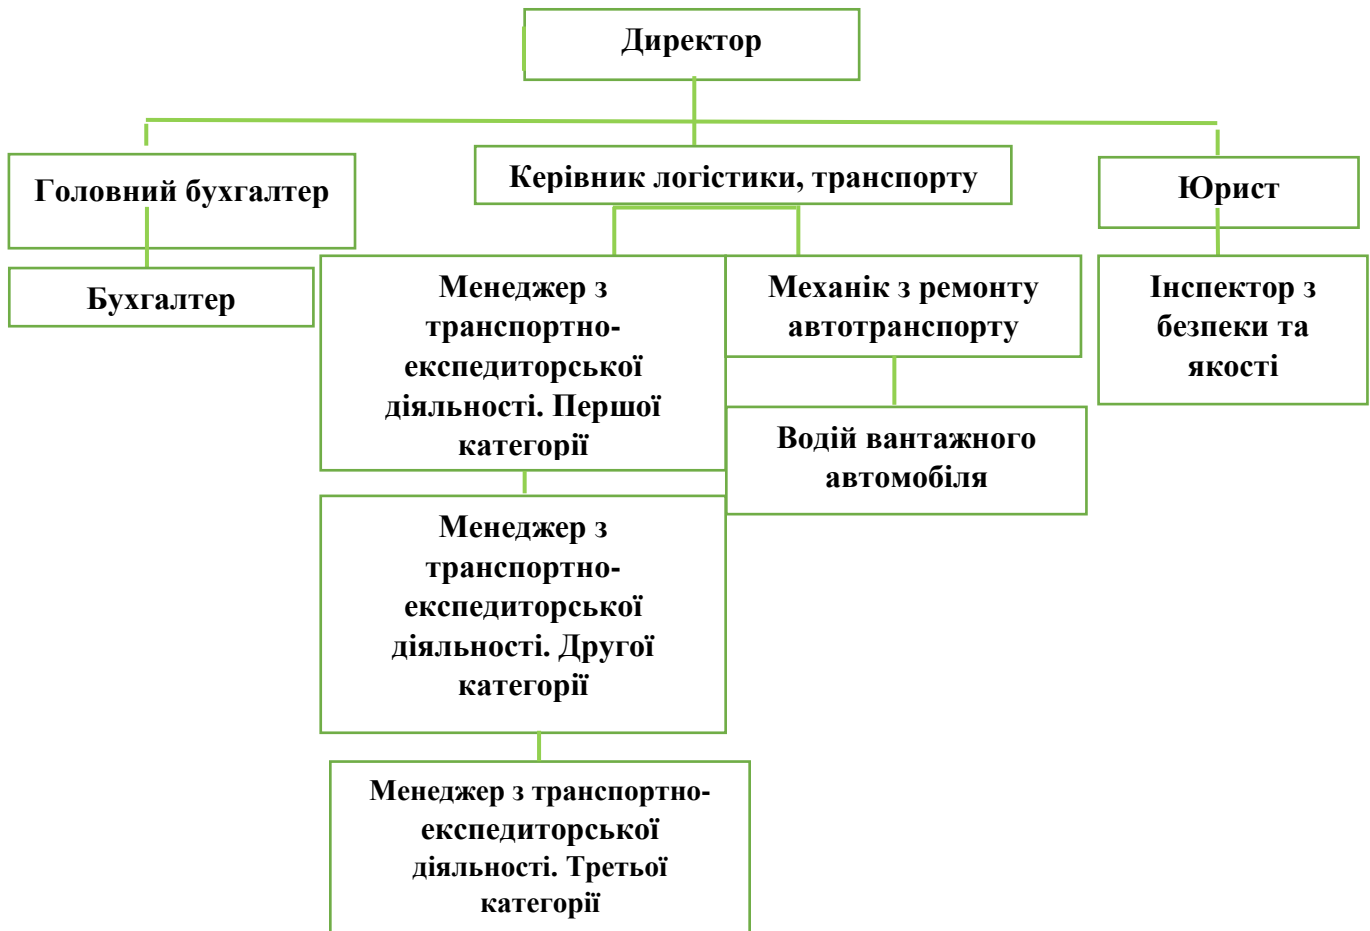 Директор
Головний бухгалтер
Керівник логістики, транспорту
Юрист
Бухгалтер
Менеджер з
транспортно-
експедиторської
діяльності. Першої
категорії
Механік з ремонту
автотранспорту
Інспектор з
безпеки та
якості
Водій вантажного
автомобіля
Менеджер з
транспортно-
експедиторської
діяльності. Другої
категорії
Менеджер з транспортно-
експедиторської
діяльності. Третьої
категорії